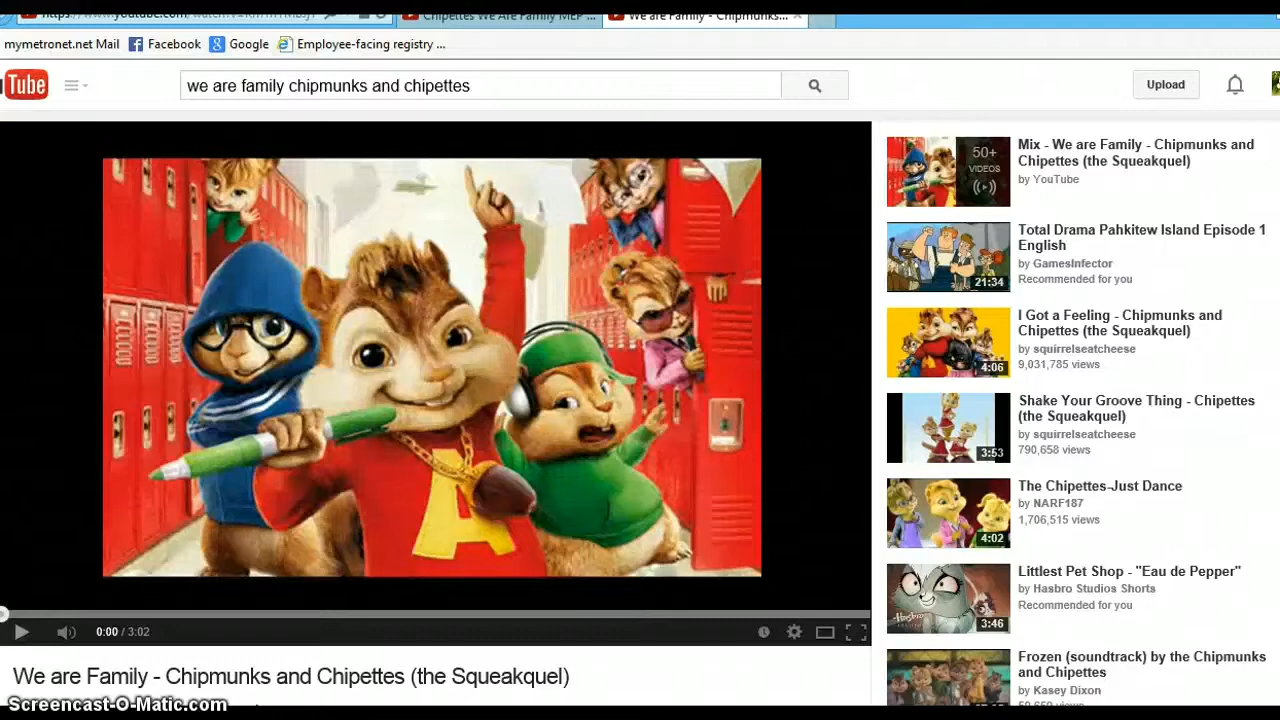 Chipettes We Are Family MEP ...
We are Family - Chipmunks...
mymetronet.net Mail
Facebook
Google
Employee-facing registry ...
Tube
we are family chipmunks and chipettes
Upload
A
50+
VIDEOS
Mix - We are Family - Chipmunks and
Chipettes (the Squeakquel)
by YouTube
Total Drama Pahkitew Island Episode 1
English
by GamesInfector
Recommended for you
21:34
I Got a Feeling - Chipmunks and
Chipettes (the Squeakquel)
by squirrelseatcheese
9,031,785 views
4:06
Shake Your Groove Thing - Chipettes
(the Squeakquel)
by squirrelseatcheese
790,658 views
3:53
The Chipettes-Just Dance
by NARF187
1,706,515 views
4:02
Littlest Pet Shop - "Eau de Pepper"
by Hasbro Studios Shorts
Recommended for you
3:46
Frozen (soundtrack) by the Chipmunks
and Chipettes
by Kasey Dixon
0:00 / 3:02
We are Family - Chipmunks and Chipettes (the Squeakquel)
Screencast-O-Matic.com